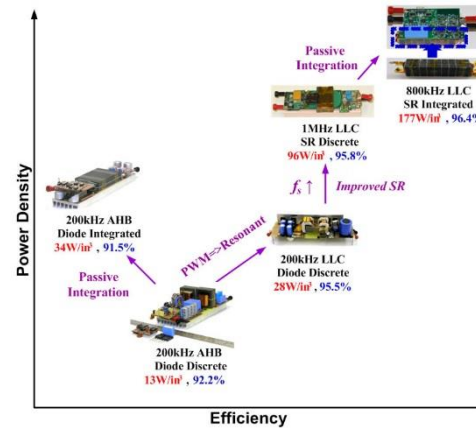 Passive
Integration
800kHz LLC
SR Integrated
177W/in³, 96.4%
1MHz LLC
SR Discrete
96W/in³, 95.8%
fs ↑ Improved SR
200kHz AHB
Diode Integrated
34W/in³, 91.5%
PWM=>Resonant
200kHz LLC
Diode Discrete
28W/in³, 95.5%
Passive
Integration
200kHz AHB
Diode Discrete
13W/in³, 92.2%
Power Density
Efficiency